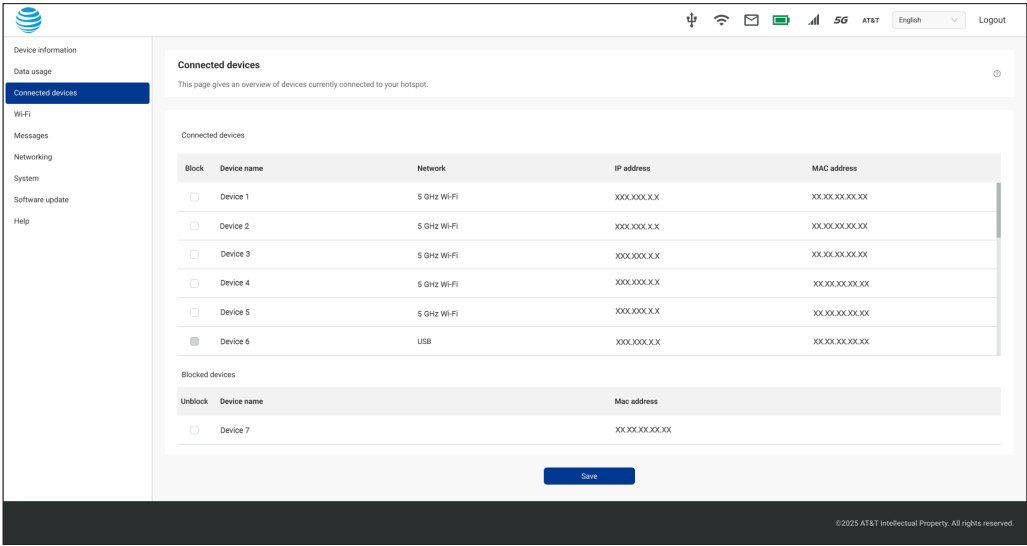 5G AT&T English Logout
Device information
Data usage
Connected devices
Wi-Fi
Messages
Networking
System
Software update
Help
Connected devices
This page gives an overview of devices currently connected to your hotspot.
Connected devices
Block Device name Network IP address MAC address
Device 1 5 GHz Wi-Fi XXX.XXX.X.X XX.XX.XX.XX.XX
Device 2 5 GHz Wi-Fi XXX.XXX.X.X XX.XX.XX.XX.XX
Device 3 5 GHz Wi-Fi XXX.XXX.X.X XX.XX.XX.XX.XX
Device 4 5 GHz Wi-Fi XXX.XXX.X.X XX.XX.XX.XX.XX
Device 5 5 GHz Wi-Fi XXX.XXX.X.X XX.XX.XX.XX.XX
Device 6 USB XXX.XXX.X.X XX.XX.XX.XX.XX
Blocked devices
Unblock Device name Mac address
Device 7 XX.XX.XX.XX.XX
Save
©2025 AT&T Intellectual Property. All rights reserved.